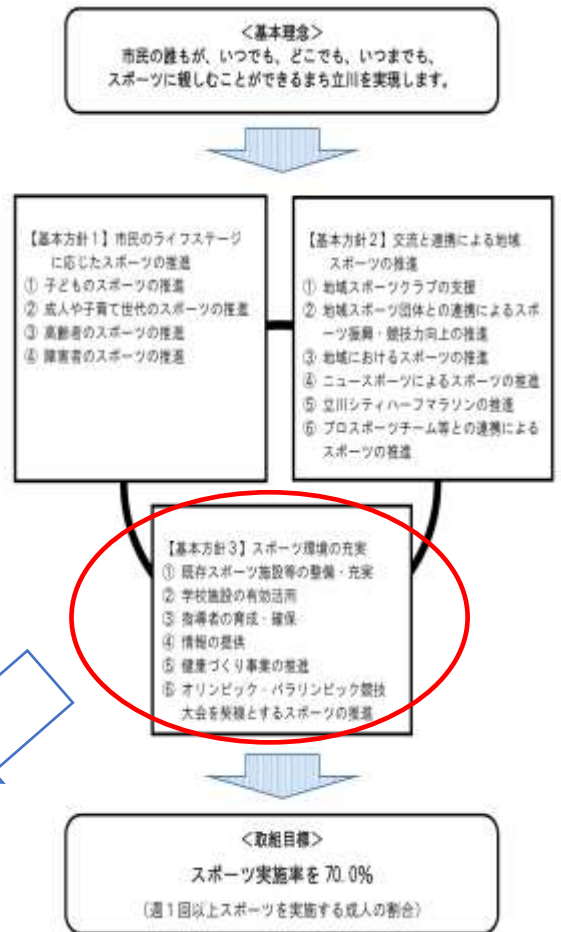 ＜基本理念＞
市民の誰もが、いつでも、どこでも、いつまでも、
スポーツに親しむことができるまち立川を実現します。
【基本方針１】市民のライフステージ
に応じたスポーツの推進
① 子どものスポーツの推進
② 成人や子育て世代のスポーツの推進
③ 高齢者のスポーツの推進
④ 障害者のスポーツの推進
【基本方針２】交流と連携による地域
スポーツの推進
① 地域スポーツクラブの支援
② 地域スポーツ団体との連携によるスポ
ーツ振興・競技力向上の推進
③ 地域におけるスポーツの推進
④ ニュースポーツによるスポーツの推進
⑤ 立川シティハーフマラソンの推進
⑥ プロスポーツチーム等との連携による
スポーツの推進
【基本方針３】スポーツ環境の充実
① 既存スポーツ施設等の整備・充実
② 学校施設の有効活用
③ 指導者の育成・確保
④ 情報の提供
⑤ 健康づくり事業の推進
⑥ オリンピック・パラリンピック競技
大会を契機とするスポーツの推進
＜取組目標＞
スポーツ実施率を 70.0%
（週１回以上スポーツを実施する成人の割合）